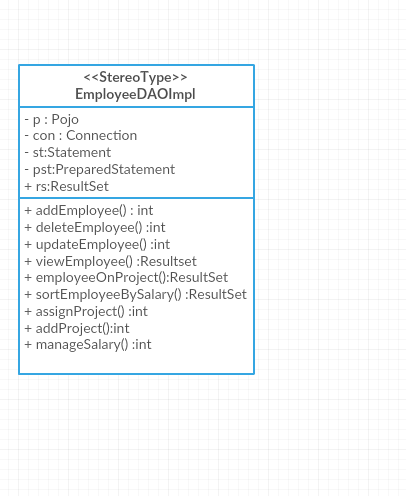 <<StereoType>>
EmployeeDAOImpl
- p : Pojo
- con : Connection
- st:Statement
- pst:PreparedStatement
+ rs:ResultSet
+ addEmployee() : int
+ deleteEmployee() :int
+ updateEmployee() :int
+ viewEmployee() :Resultset
+ employeeOnProject():ResultSet
+ sortEmployeeBySalary() :ResultSet
+ assignProject() :int
+ addProject():int
+ manageSalary() :int